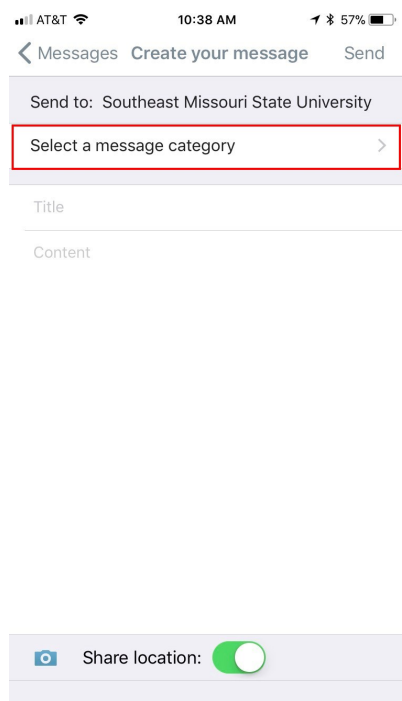 AT&T 10:38 AM 57%
Messages Create your message Send
Send to: Southeast Missouri State University
Select a message category
Title
Content
Share location: